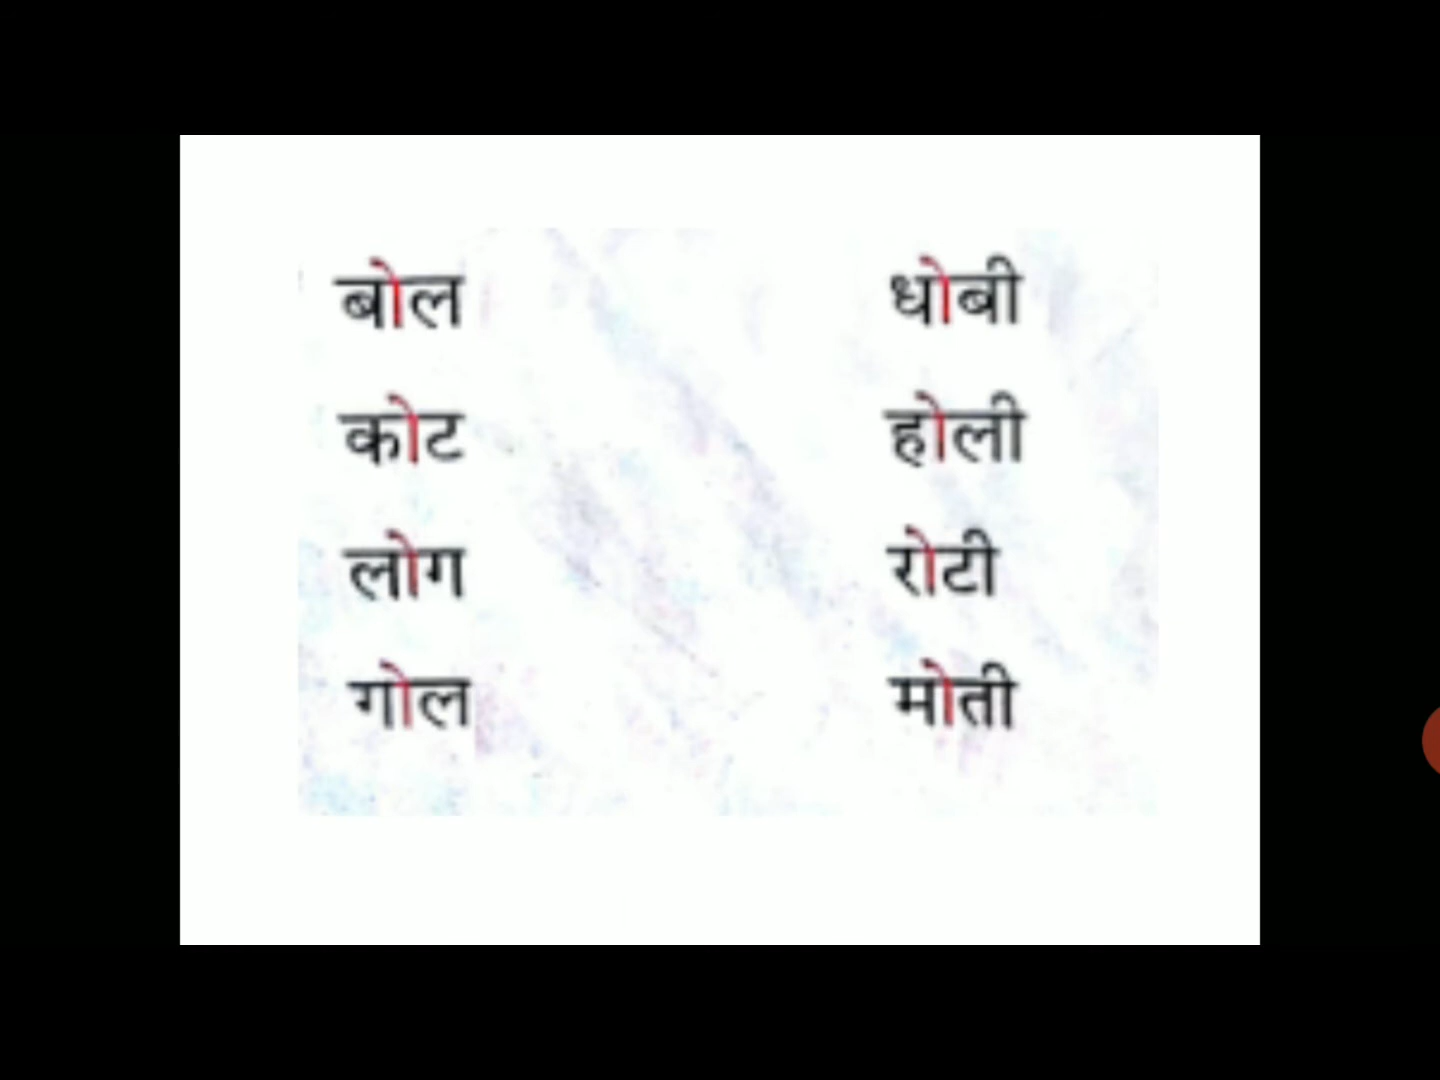 बोल धोबी
कोट होली
लोग रोटी
गोल मोती